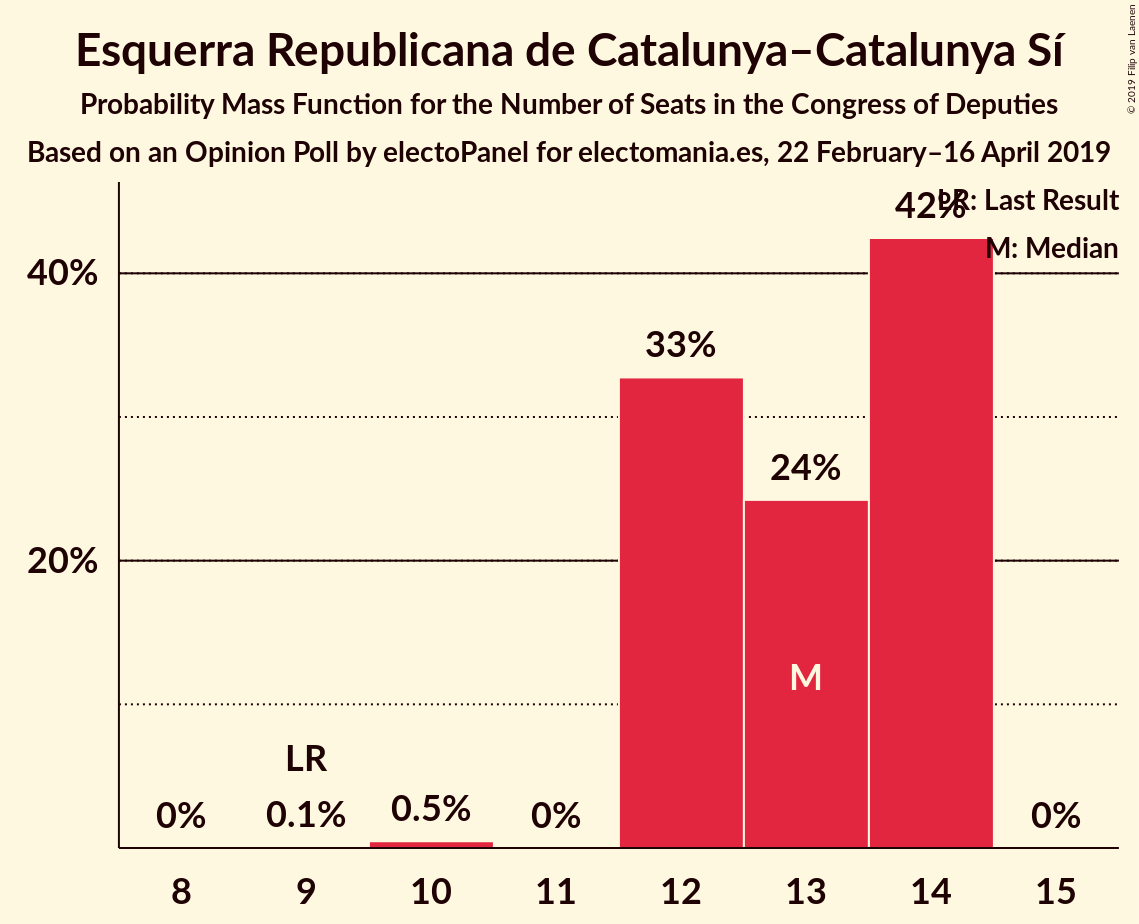 Esquerra Republicana de Catalunya–Catalunya Sí
Probability Mass Function for the Number of Seats in the Congress of Deputies
Based on an Opinion Poll by electoPanel for electomania.es, 22 February–16 April 2019
© 2019 Filip van Laenen
LR: Last Result
M: Median
42%
40%
33%
24%
20%
M
LR
0%
0.1%
0.5%
0%
0%
8
9
10
11
12
13
14
15